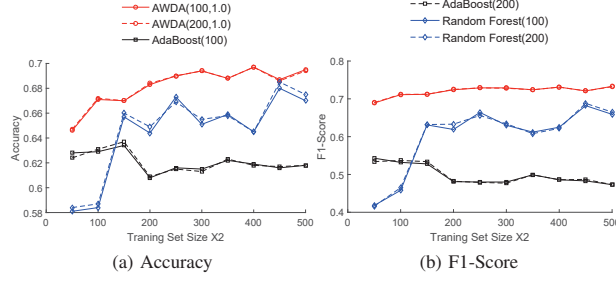 AWDA(100,1.0)
AWDA(200,1.0)
AdaBoost(100)
AdaBoost(200)
Random Forest(100)
Random Forest(200)
0.7
0.68
0.66
0.64
0.62
0.6
0.58
Accuracy
0 100 200 300 400 500
Traning Set Size X2
(a) Accuracy
0.8
0.7
0.6
0.5
0.4
F1-Score
0 100 200 300 400 500
Traning Set Size X2
(b) F1-Score